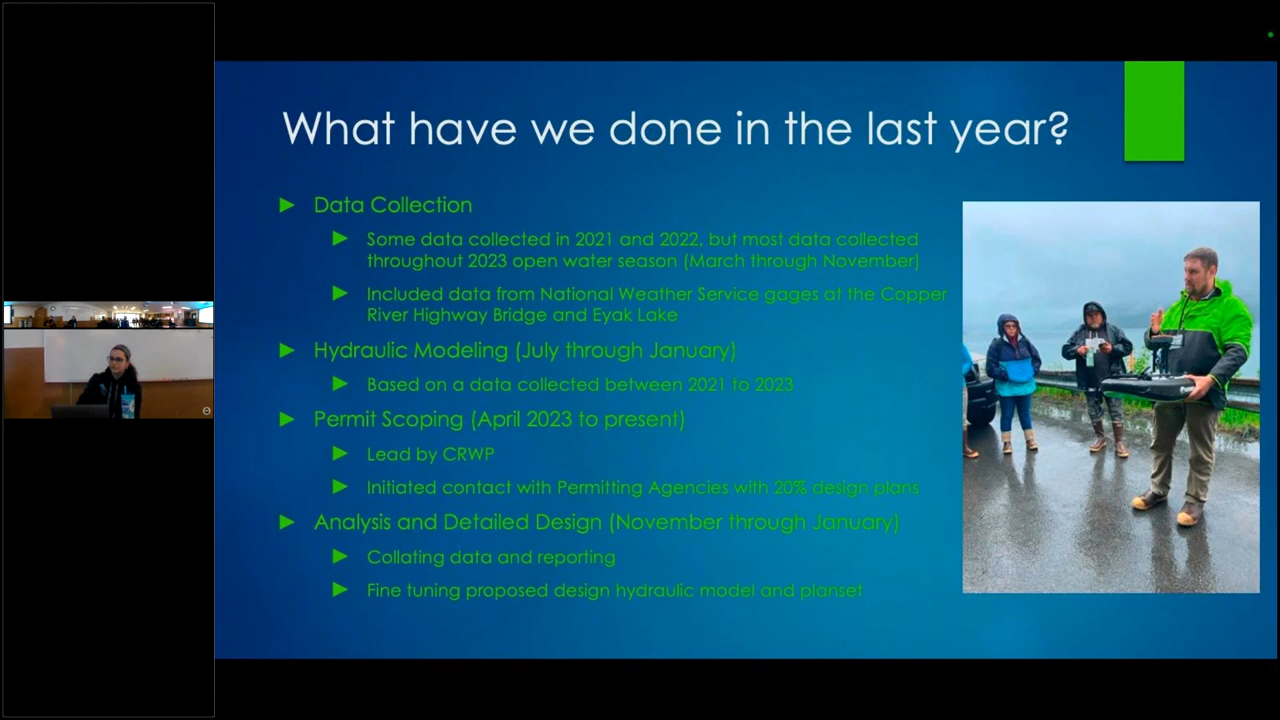 What have we done in the last year?
Data Collection
Some data collected in 2021 and 2022, but most data collected
throughout 2023 open water season (March through November)
Included data from National Weather Service gages at the Copper
River Highway Bridge and Eyak Lake
Hydraulic Modeling (July through January)
Based on a data collected between 2021 to 2023
Permit Scoping (April 2023 to present)
Lead by CRWP
Initiated contact with Permitting Agencies with 20% design plans
Analysis and Detailed Design (November through January)
Collating data and reporting
Fine tuning proposed design hydraulic model and planset